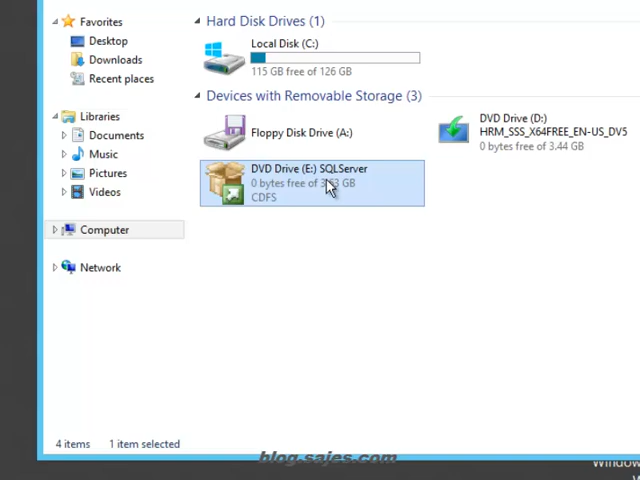 Favorites
Desktop
Downloads
Recent places
Libraries
Documents
Music
Pictures
Videos
Computer
Network
Hard Disk Drives (1)
Local Disk (C:)
115 GB free of 126 GB
Devices with Removable Storage (3)
Floppy Disk Drive (A:)
DVD Drive (D:)
HRM_SSS_X64FREE_EN-US_DV5
0 bytes free of 3.44 GB
DVD Drive (E:) SQLServer
0 bytes free of GB
CDFS
4 items 1 item selected
blog.sajes.com
Window